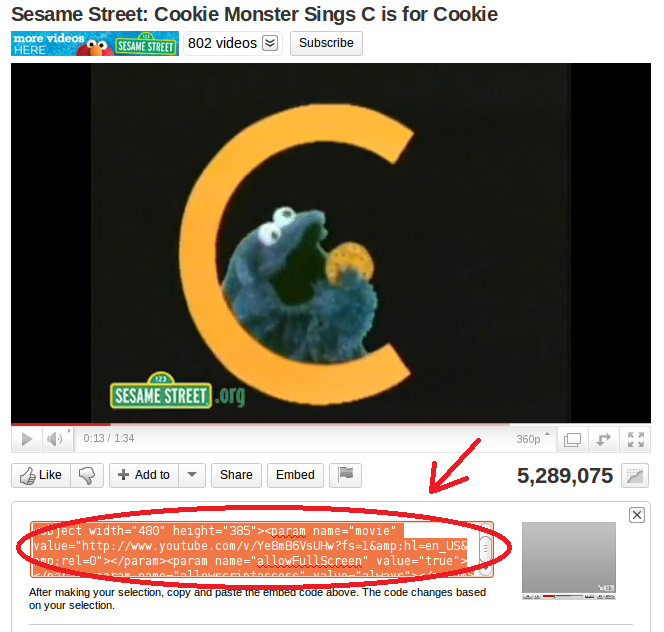 Sesame Street: Cookie Monster Sings C is for Cookie
more videos
HERE
123
SESAME STREET
802 videos
Subscribe
C
123
SESAME STREET .org
0:13 / 1:34
360p
Like
Add to
Share
Embed
5,289,075
object width="480" height="385"><param name="movie"
value="http://www.youtube.com/v/Ye8mB6VsUHw?fs=1&amp;hl=en_US&
mp;rel=0"></param><param name="allowFullScreen" value="true">
</param><param name="allowscriptaccess" value="always"></
After making your selection, copy and paste the embed code above. The code changes based
on your selection.